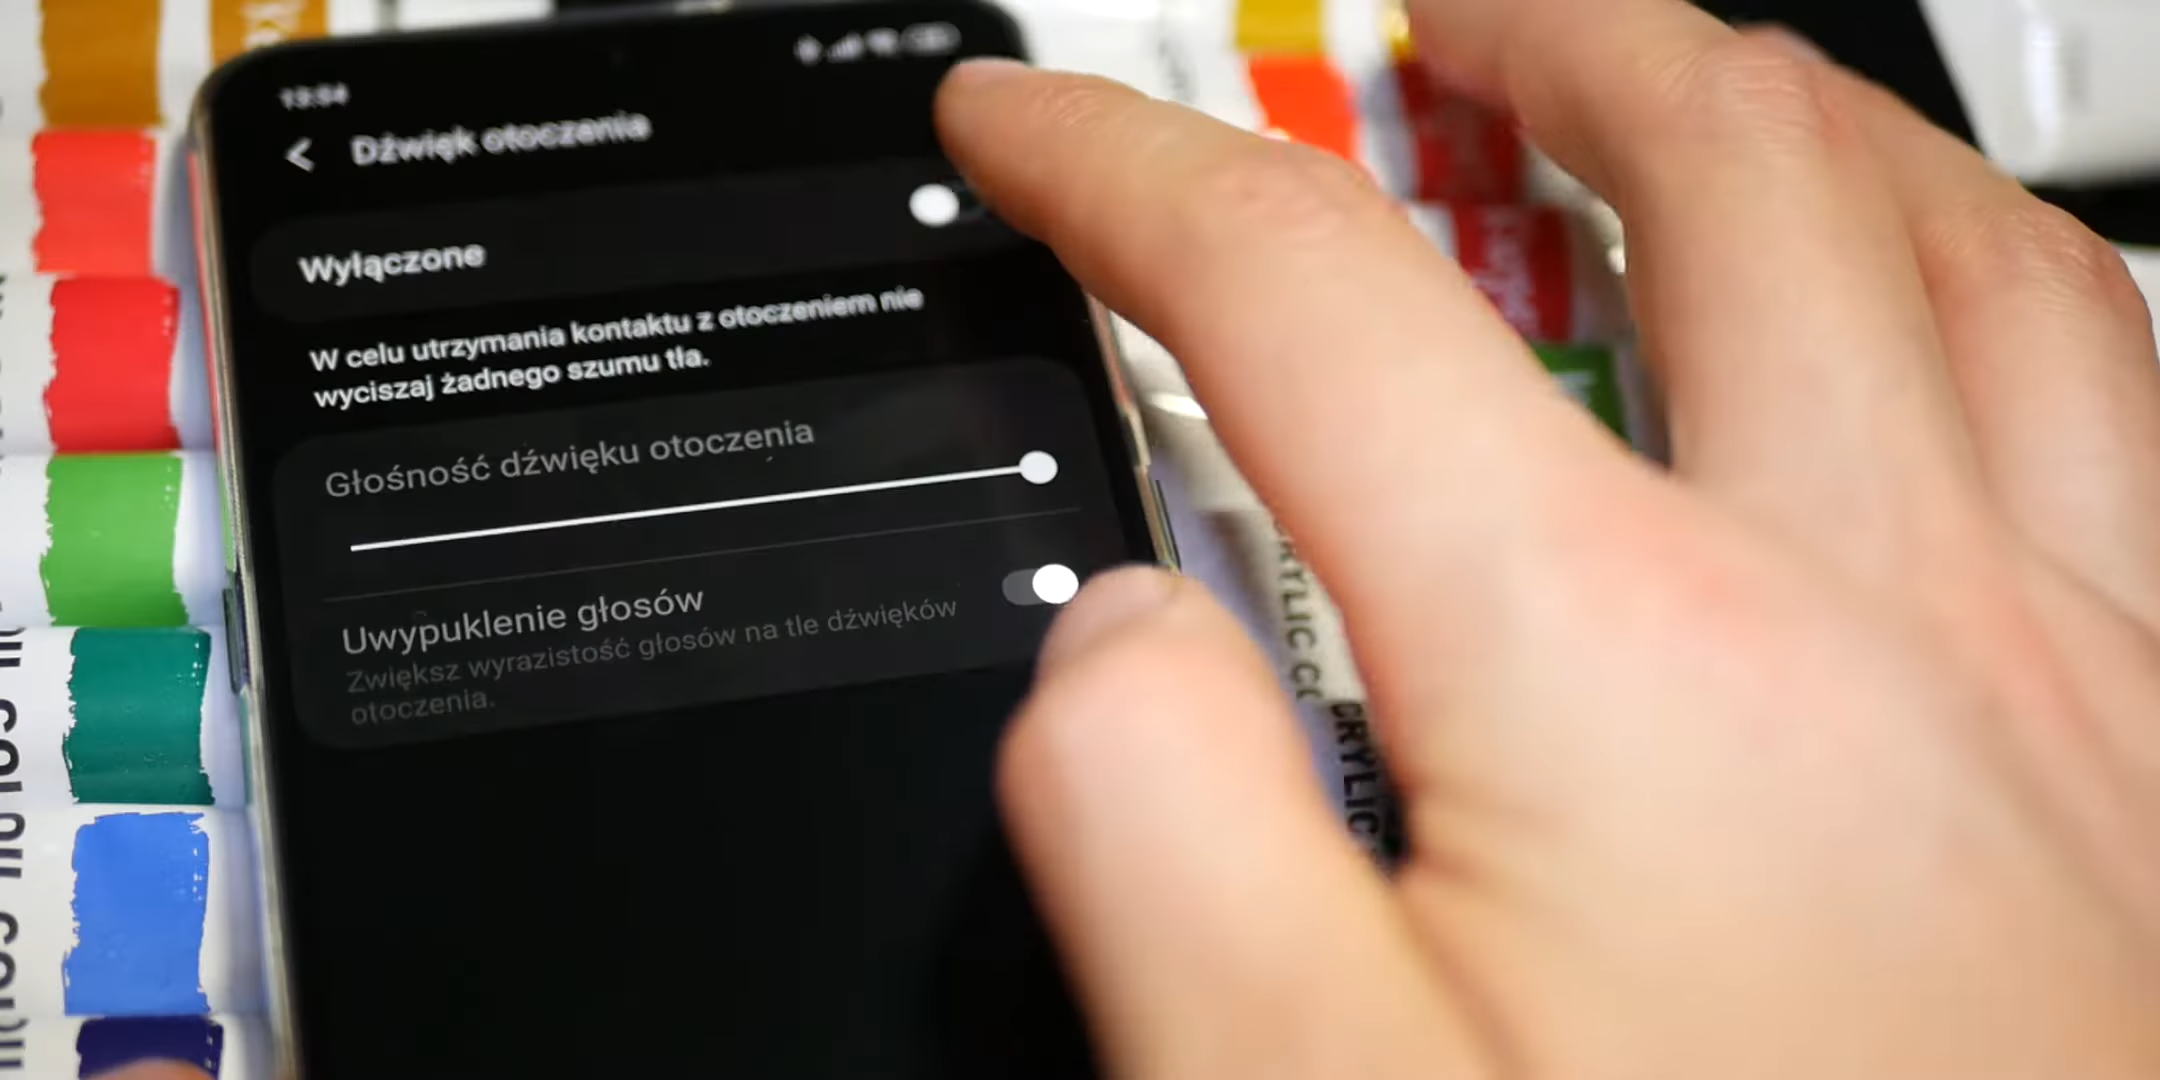 13:54
Dźwięk otoczenia
Wyłączone
W celu utrzymania kontaktu z otoczeniem nie
wyciszaj żadnego szumu tła.
Głośność dźwięku otoczenia
Uwypuklenie głosów
Zwiększ wyrazistość głosów na tle dźwięków
otoczenia.
CRYLIC